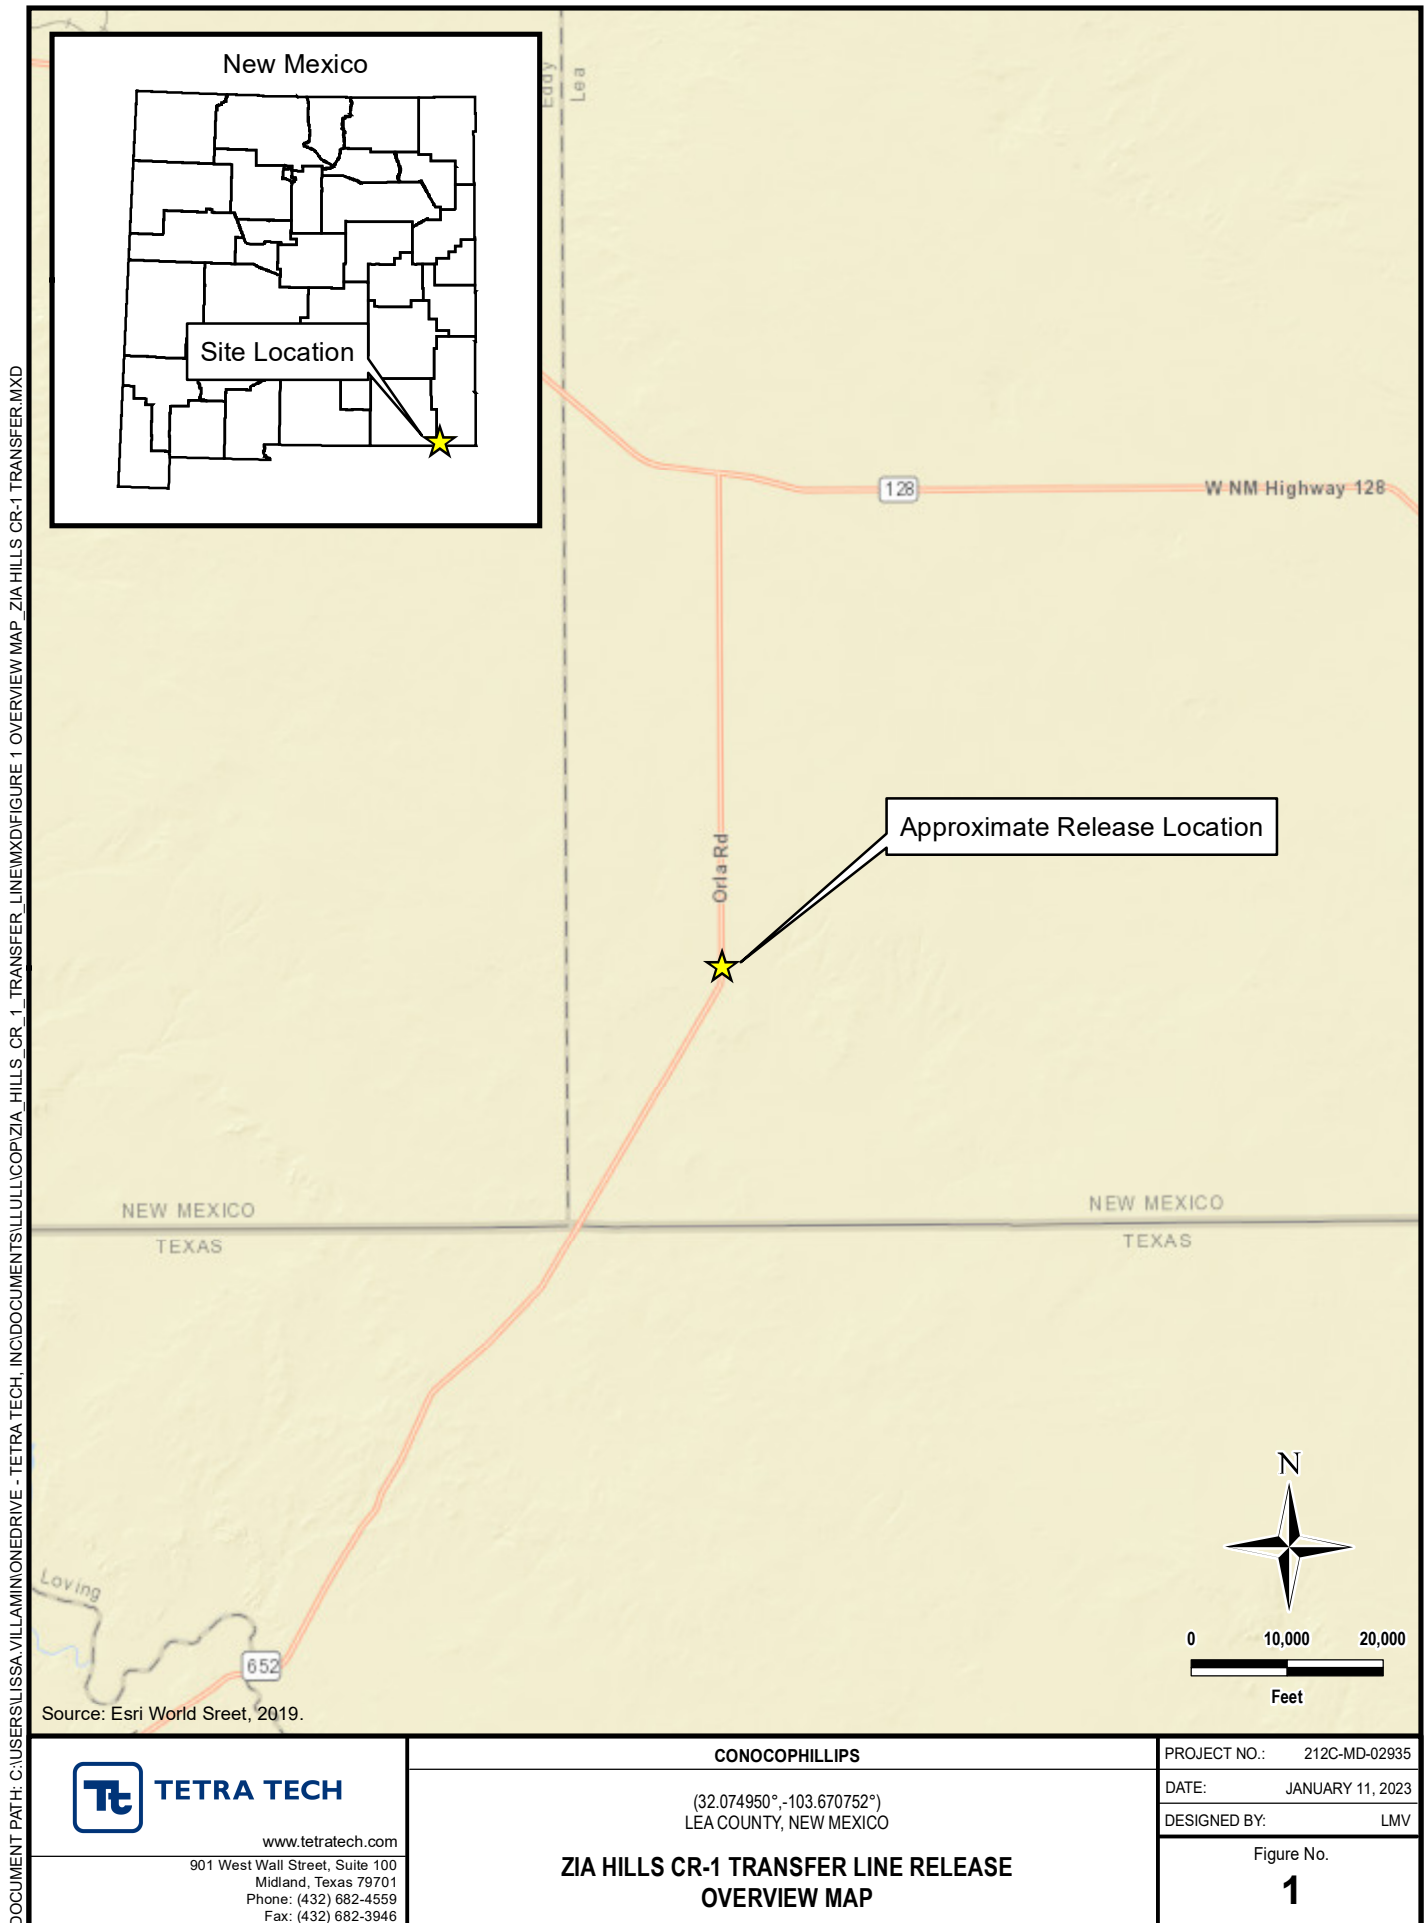 New Mexico
Site Location
Eddy
Lea
128
W NM Highway 128
Orla Rd
Approximate Release Location
NEW MEXICO
TEXAS
NEW MEXICO
TEXAS
Loving
652
N
0 10,000 20,000
Feet
Source: Esri World Sreet, 2019.
DOCUMENT PATH: C:\USERS\LISSA.VILLAMIN\ONEDRIVE - TETRA TECH, INC\DOCUMENTS\LLULL\COP\ZIA_HILLS_CR_1_TRANSFER_LINE\MXD\FIGURE 1 OVERVIEW MAP_ZIA HILLS CR-1 TRANSFER.MXD
Tt TETRA TECH
www.tetratech.com
901 West Wall Street, Suite 100
Midland, Texas 79701
Phone: (432) 682-4559
Fax: (432) 682-3946
CONOCOPHILLIPS
(32.074950°,-103.670752°)
LEA COUNTY, NEW MEXICO
ZIA HILLS CR-1 TRANSFER LINE RELEASE
OVERVIEW MAP
PROJECT NO.: 212C-MD-02935
DATE: JANUARY 11, 2023
DESIGNED BY: LMV
Figure No.
1